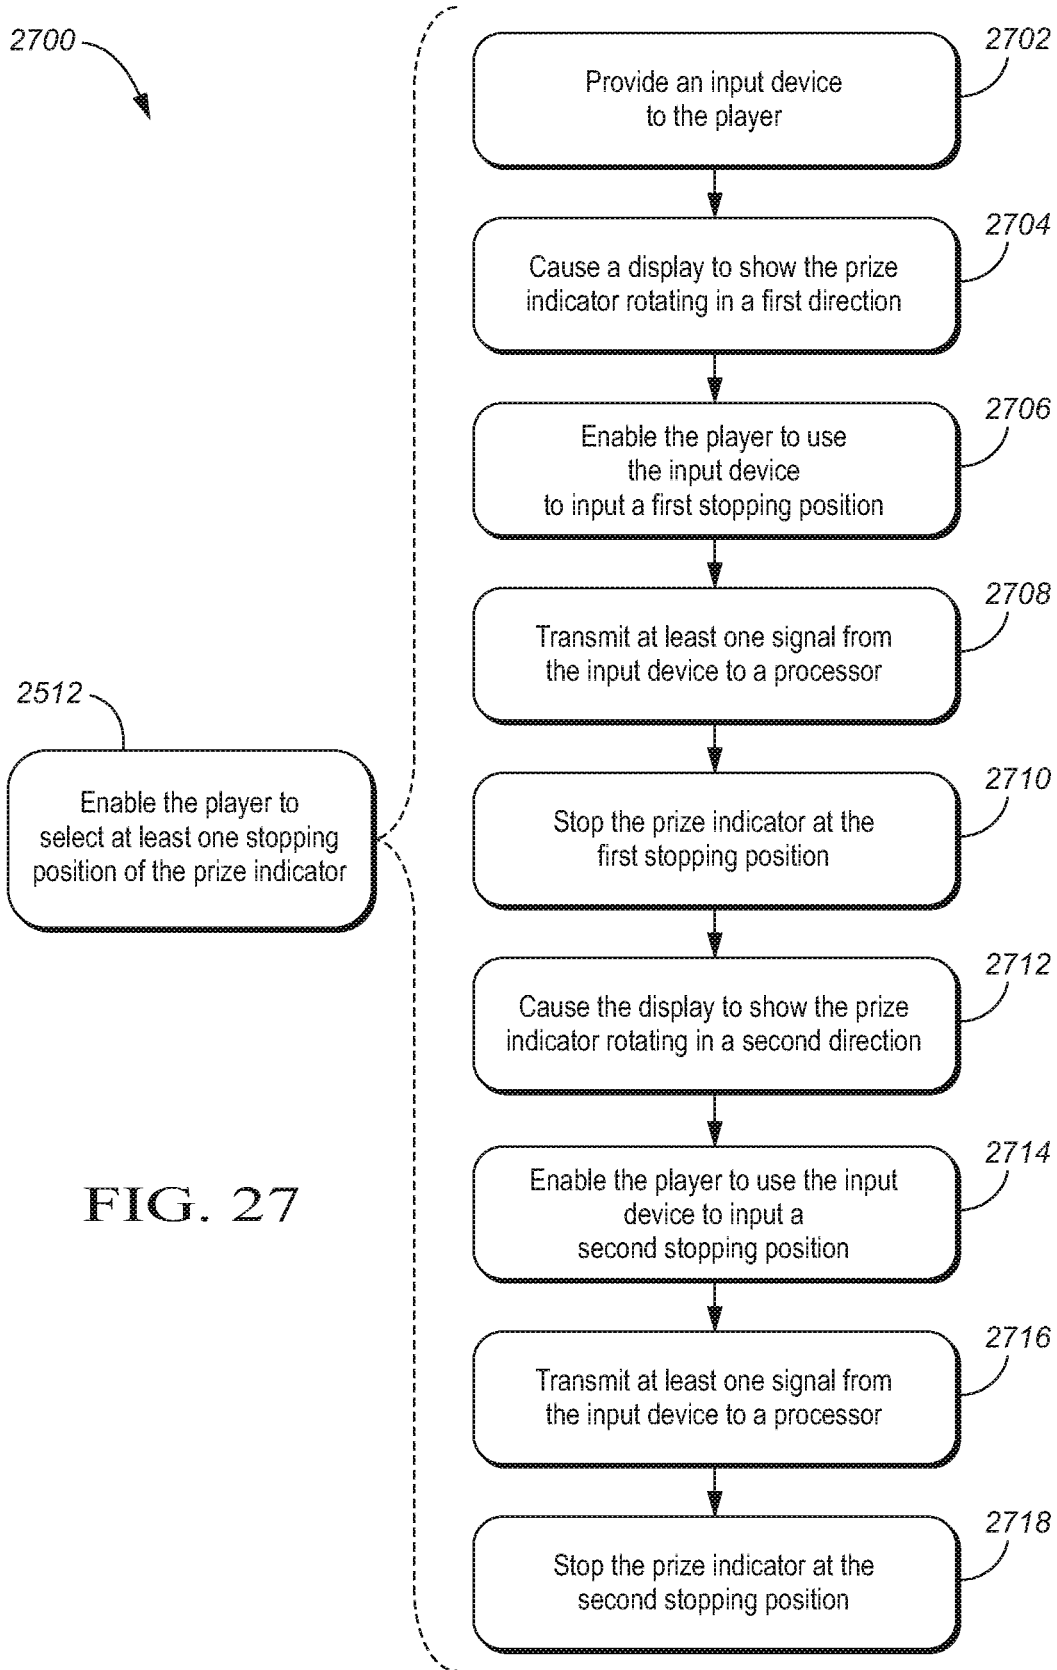 2700
2702
Provide an input device
to the player
2704
Cause a display to show the prize
indicator rotating in a first direction
2706
Enable the player to use
the input device
to input a first stopping position
2708
Transmit at least one signal from
the input device to a processor
2512
Enable the player to
select at least one stopping
position of the prize indicator
2710
Stop the prize indicator at the
first stopping position
2712
Cause the display to show the prize
indicator rotating in a second direction
2714
Enable the player to use the input
device to input a
second stopping position
FIG. 27
2716
Transmit at least one signal from
the input device to a processor
2718
Stop the prize indicator at the
second stopping position